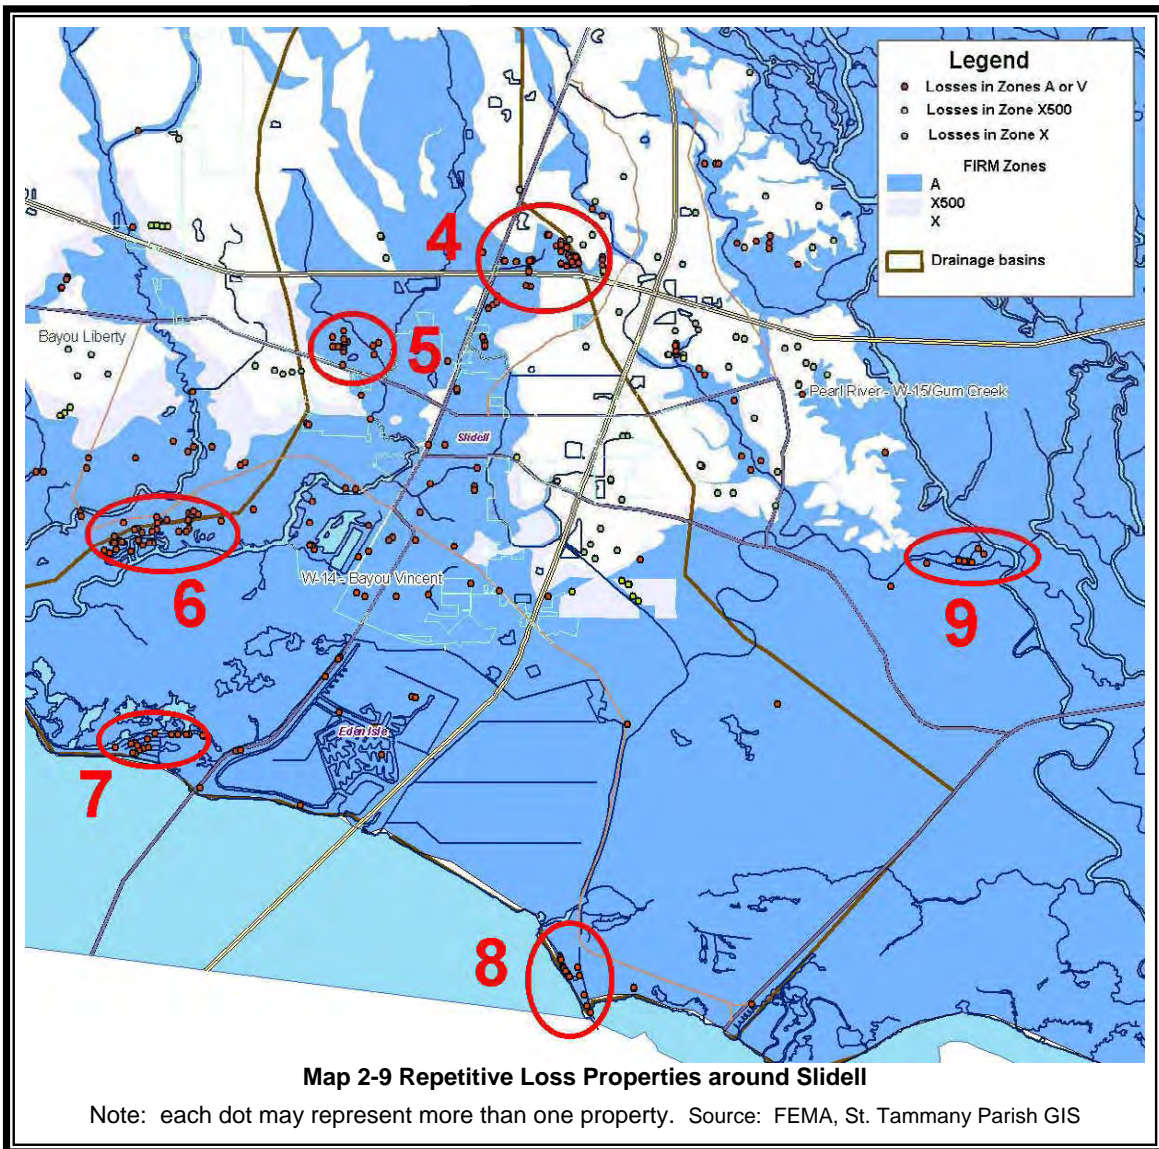 Legend
Losses in Zones A or V
Losses in Zone X500
Losses in Zone X
FIRM Zones
A
X500
X
Drainage basins
4
5
Bayou Liberty
Pearl River - W-15/Gum Creek
Slidell
6
W-14 - Bayou Vincent
9
Eden Isle
7
8
Map 2-9 Repetitive Loss Properties around Slidell
Note: each dot may represent more than one property. Source: FEMA, St. Tammany Parish GIS